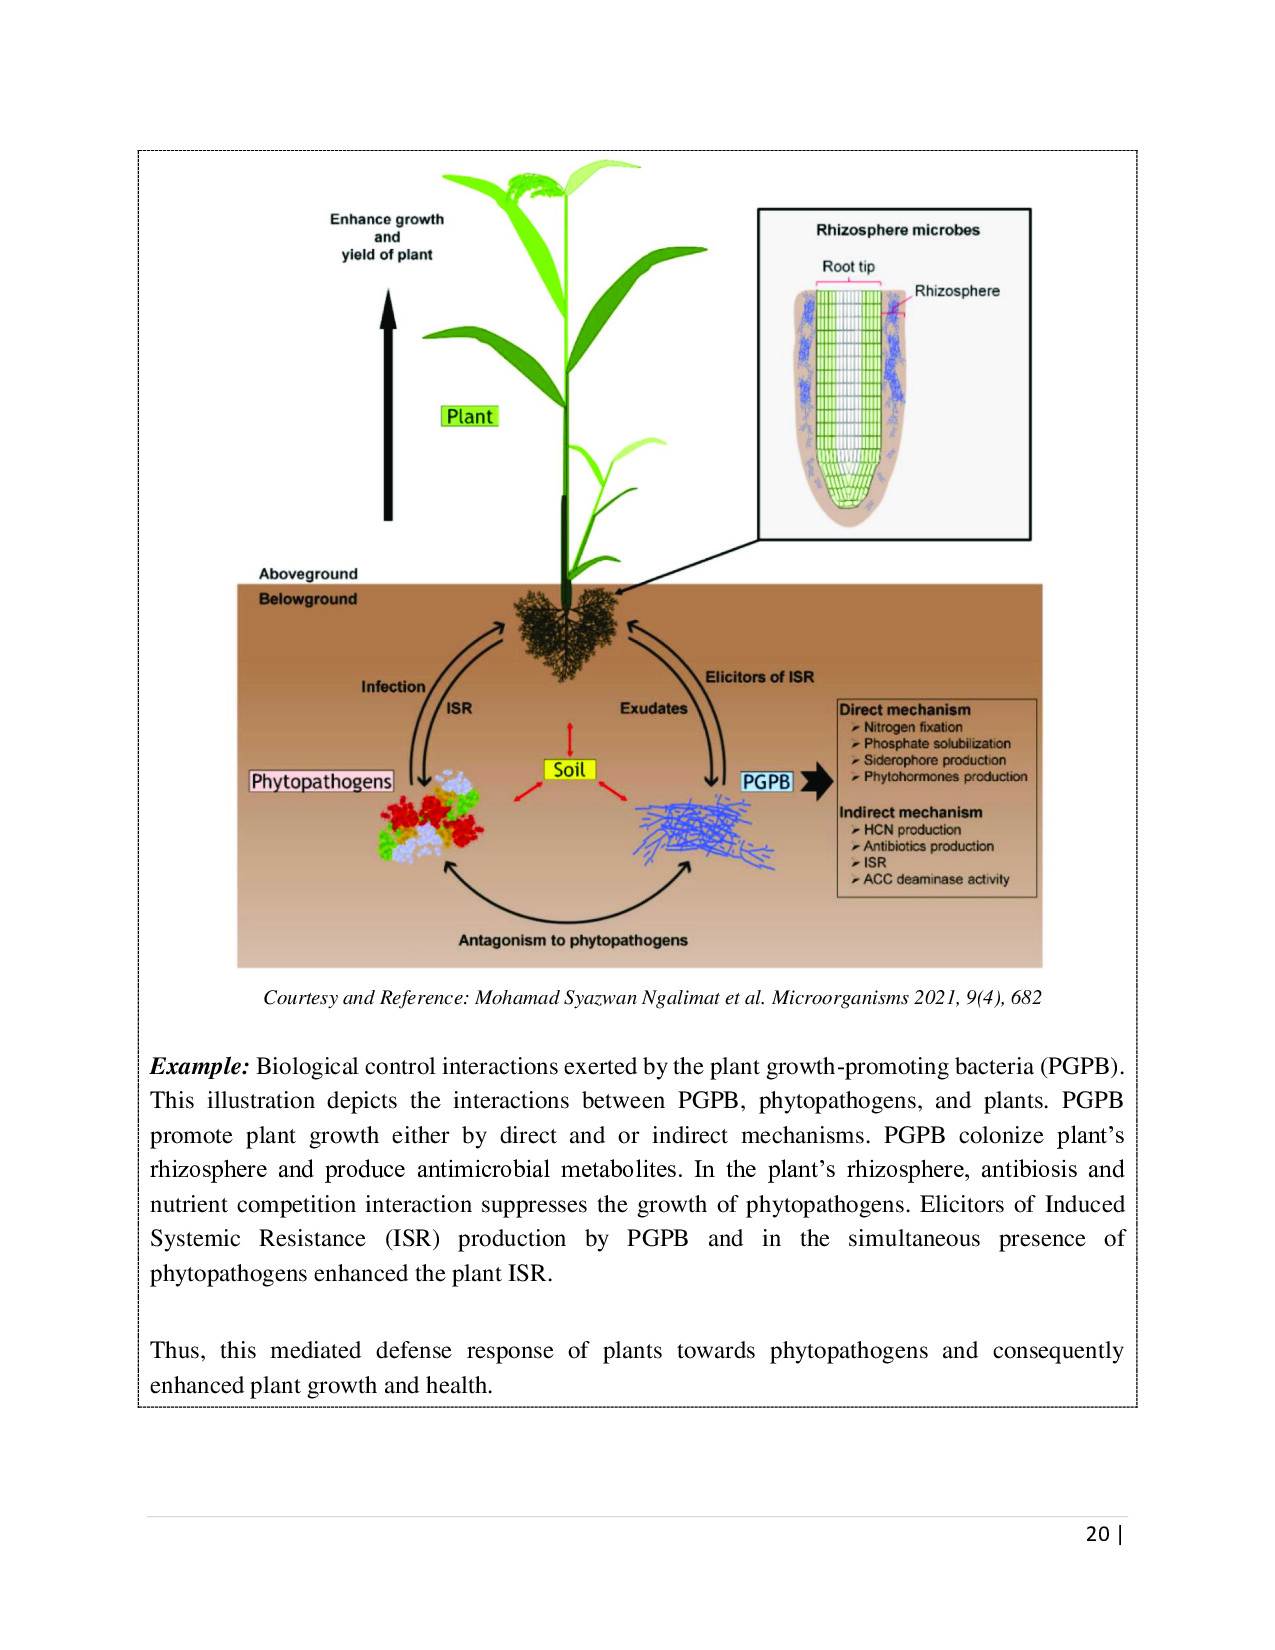 Enhance growth
and
yield of plant
Rhizosphere microbes
Root tip
Rhizosphere
Plant
Aboveground
Belowground
Infection
ISR
Elicitors of ISR
Exudates
Soil
Phytopathogens
PGPB
Direct mechanism
➢ Nitrogen fixation
➢ Phosphate solubilization
➢ Siderophore production
➢ Phytohormones production
Indirect mechanism
➢ HCN production
➢ Antibiotics production
➢ ISR
➢ ACC deaminase activity
Antagonism to phytopathogens
Courtesy and Reference: Mohamad Syazwan Ngalimat et al. Microorganisms 2021, 9(4), 682
Example: Biological control interactions exerted by the plant growth-promoting bacteria (PGPB).
This illustration depicts the interactions between PGPB, phytopathogens, and plants. PGPB
promote plant growth either by direct and or indirect mechanisms. PGPB colonize plant's
rhizosphere and produce antimicrobial metabolites. In the plant's rhizosphere, antibiosis and
nutrient competition interaction suppresses the growth of phytopathogens. Elicitors of Induced
Systemic Resistance (ISR) production by PGPB and in the simultaneous presence of
phytopathogens enhanced the plant ISR.
Thus, this mediated defense response of plants towards phytopathogens and consequently
enhanced plant growth and health.
20 |